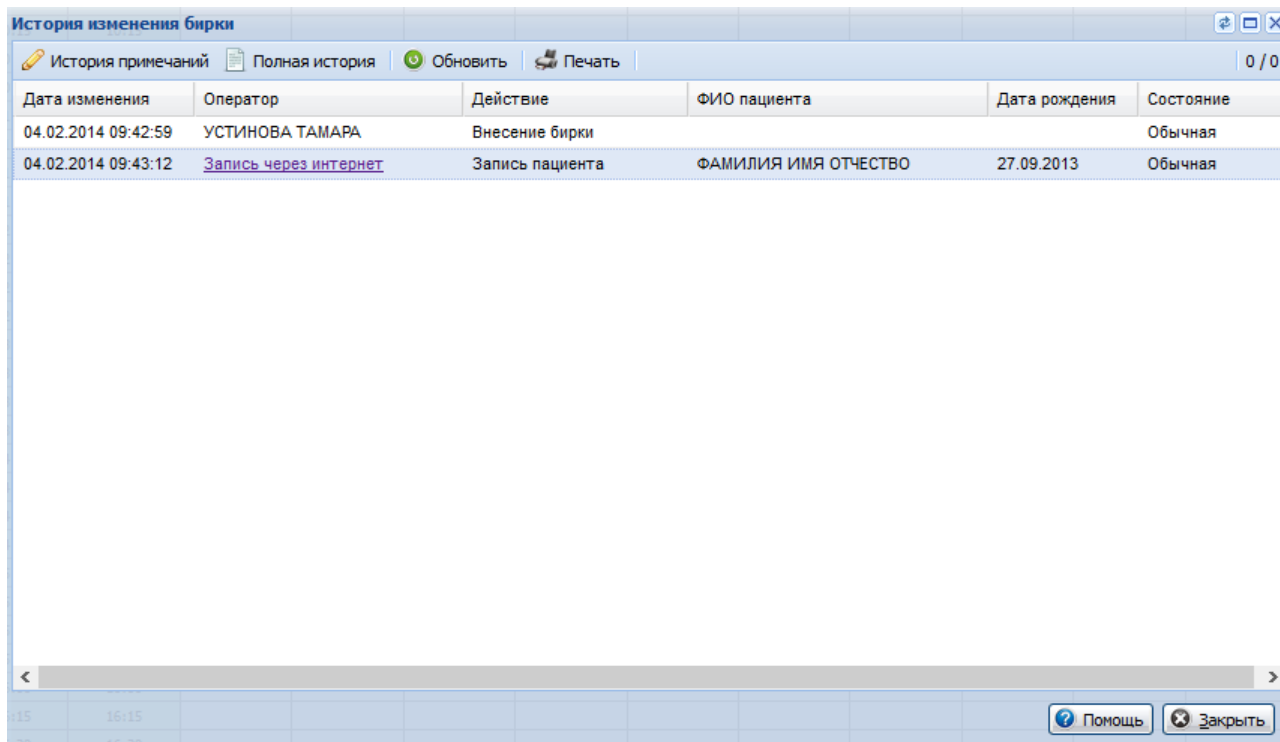 История изменения бирки
История примечаний Полная история Обновить Печать 0 / 0
Дата изменения Оператор Действие ФИО пациента Дата рождения Состояние
04.02.2014 09:42:59 УСТИНОВА ТАМАРА Внесение бирки Обычная
04.02.2014 09:43:12 Запись через интернет Запись пациента ФАМИЛИЯ ИМЯ ОТЧЕСТВО 27.09.2013 Обычная
:15 16:15
Помощь Закрыть